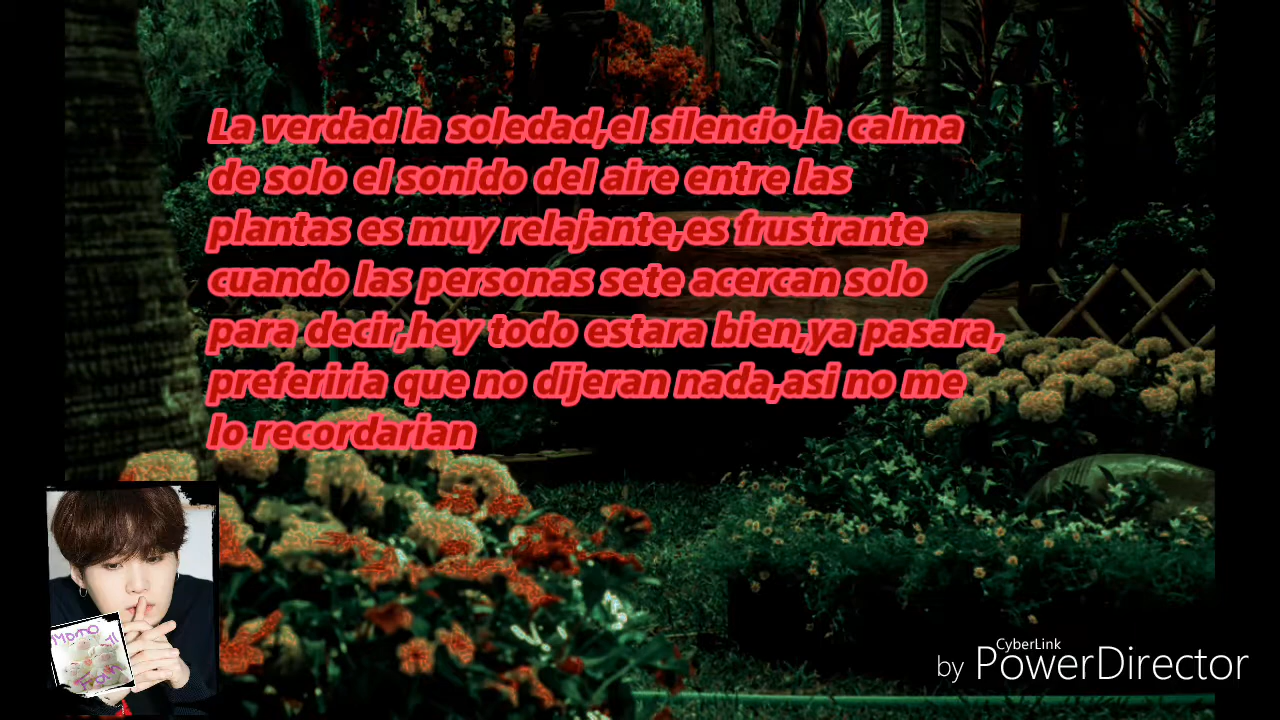 La verdad la soledad,el silencio,la calma
de solo el sonido del aire entre las
plantas es muy relajante,es frustrante
cuando las personas sete acercan solo
para decir,hey todo estara bien,ya pasara,
preferiria que no dijeran nada,asi no me
lo recordarian
Momo
CyberLink
by PowerDirector